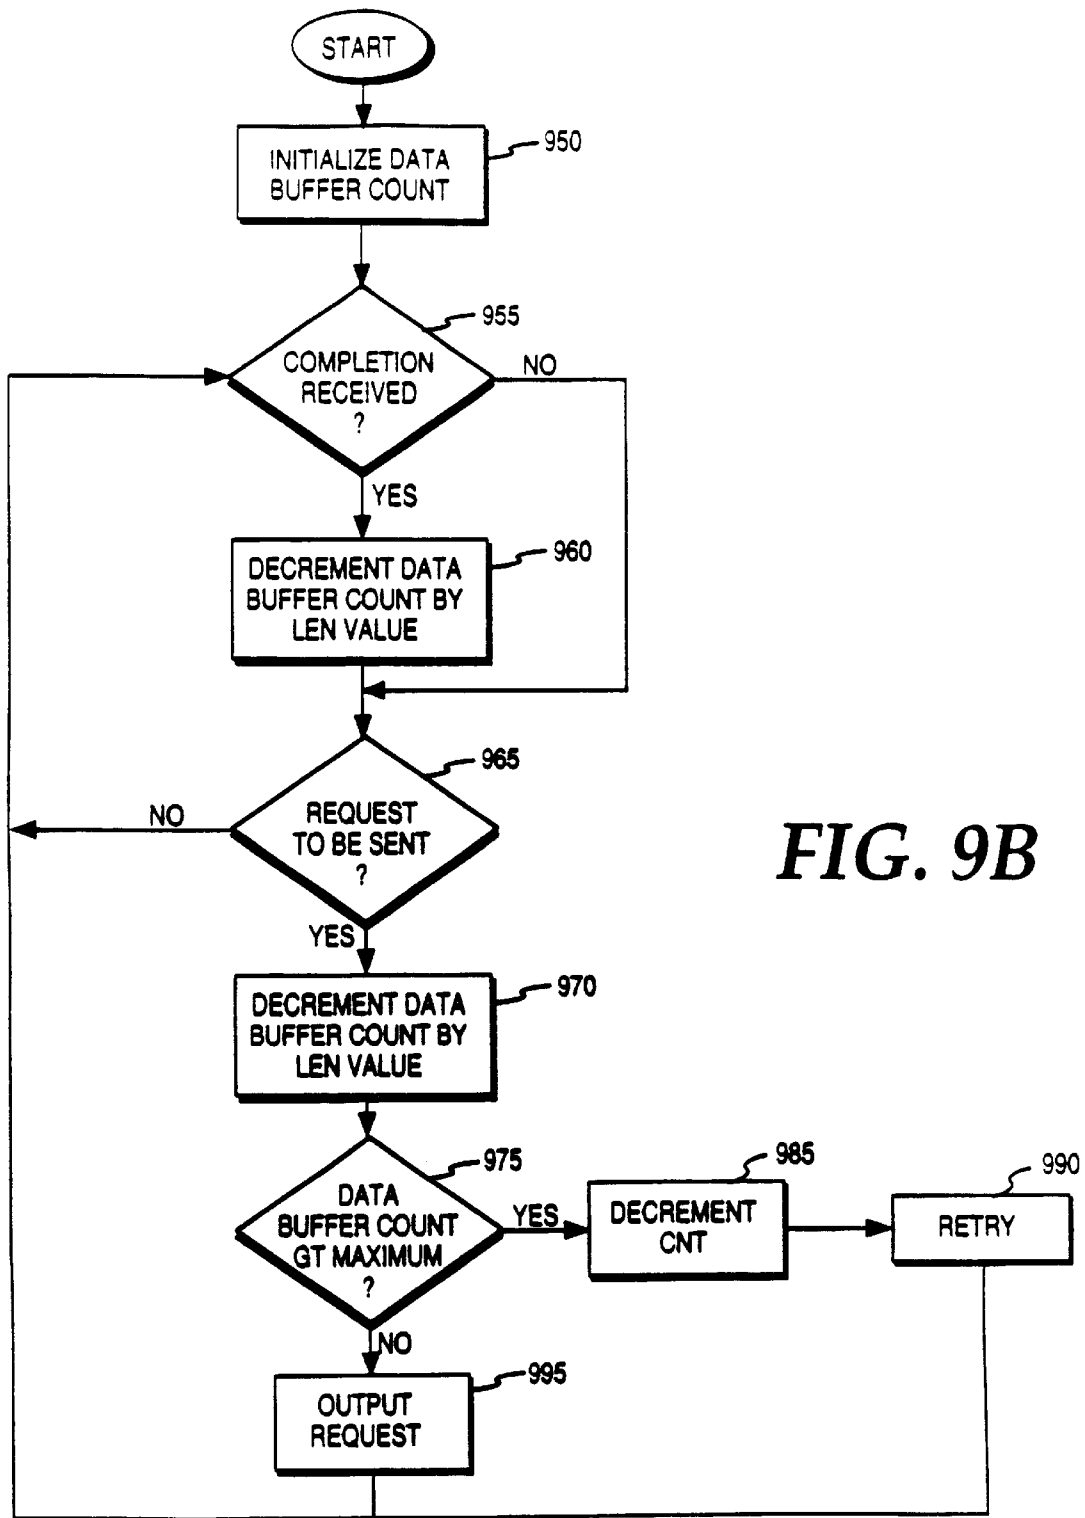 START
950
INITIALIZE DATA
BUFFER COUNT
955
COMPLETION
RECEIVED
?
NO
YES
960
DECREMENT DATA
BUFFER COUNT BY
LEN VALUE
965
REQUEST
TO BE SENT
?
NO
FIG. 9B
YES
970
DECREMENT DATA
BUFFER COUNT BY
LEN VALUE
975
DATA
BUFFER COUNT
GT MAXIMUM
?
YES
985
DECREMENT
CNT
990
RETRY
NO
995
OUTPUT
REQUEST